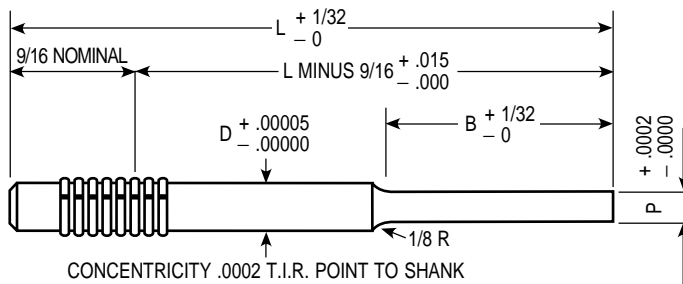 L + 1/32 – 0
9/16 NOMINAL
L MINUS 9/16 + .015 – .000
B + 1/32 – 0
D + .00005 – .00000
P + .0002 – .0000
1/8 R
CONCENTRICITY .0002 T.I.R. POINT TO SHANK